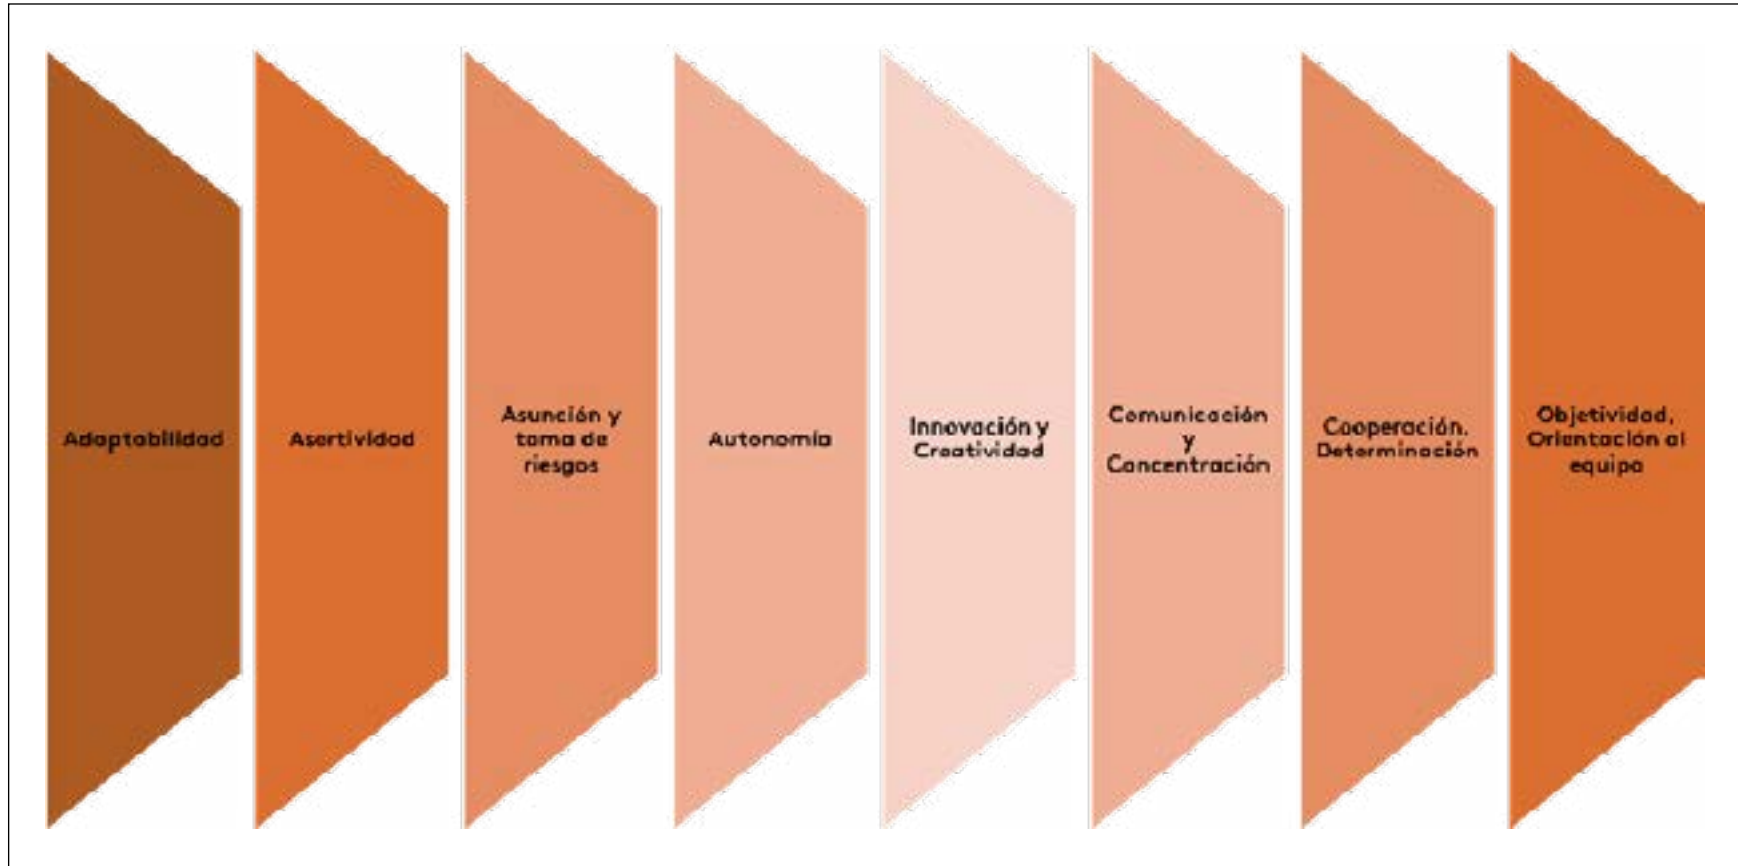 Adaptabilidad
Asertividad
Asunción y
toma de
riesgos
Autonomía
Innovación y
Creatividad
Comunicación
y
Concentración
Cooperación.
Determinación
Objetividad,
Orientación al
equipo